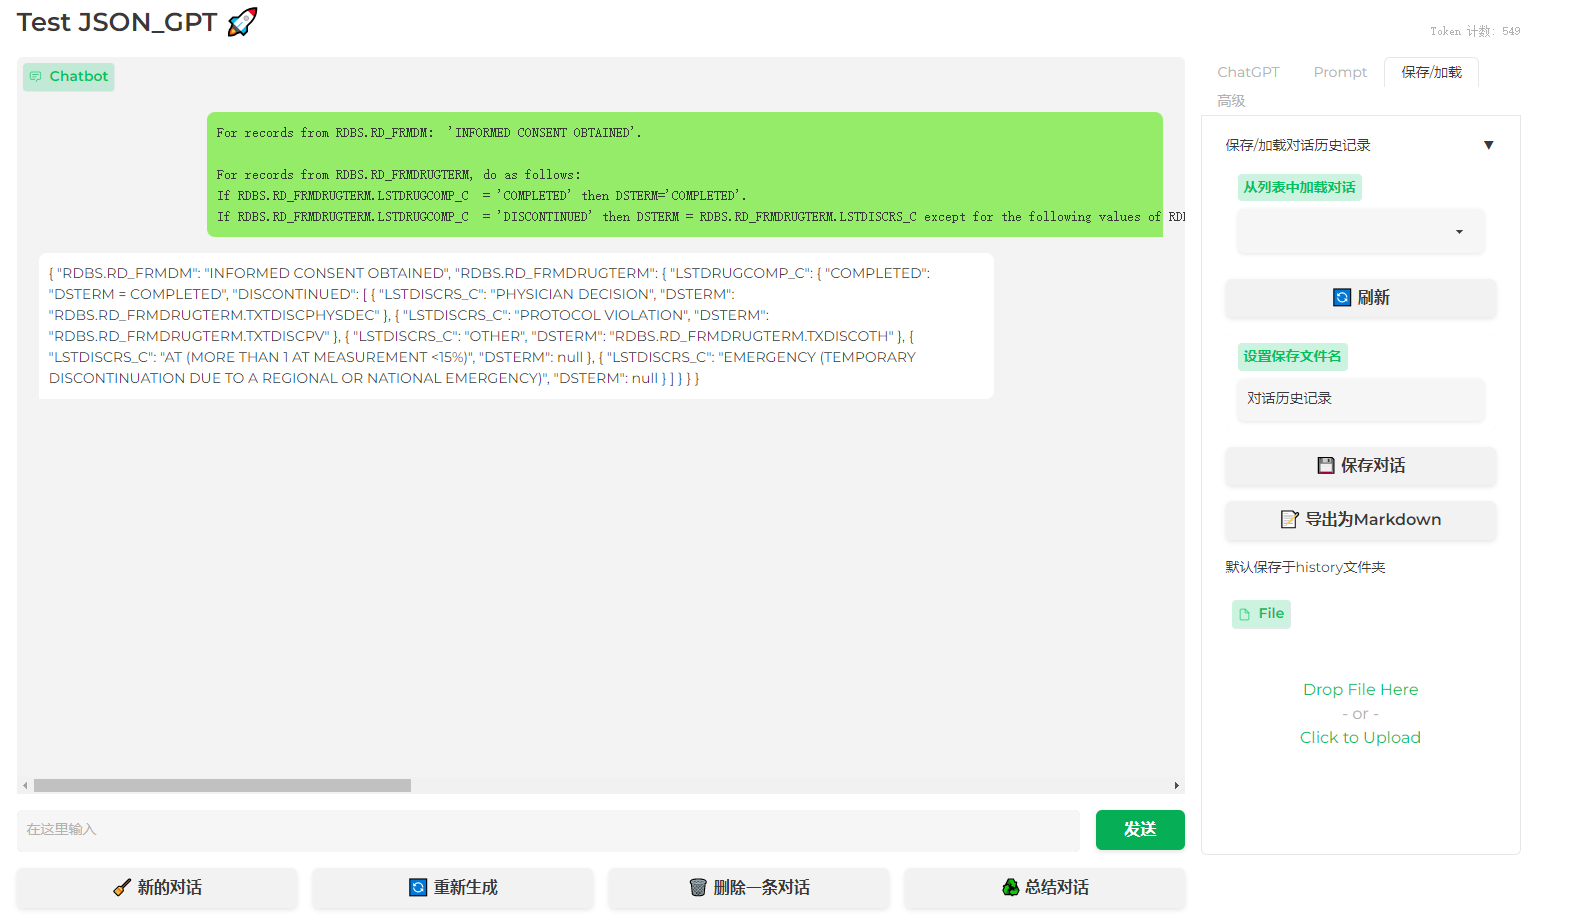 Test JSON_GPT 🚀
Token 计数: 549
Chatbot
For records from RDBS.RD_FRMDM: 'INFORMED CONSENT OBTAINED'.
For records from RDBS.RD_FRMDRUGTERM, do as follows:
If RDBS.RD_FRMDRUGTERM.LSTDRUGCOMP_C = 'COMPLETED' then DSTERM='COMPLETED'.
If RDBS.RD_FRMDRUGTERM.LSTDRUGCOMP_C = 'DISCONTINUED' then DSTERM = RDBS.RD_FRMDRUGTERM.LSTDISCRS_C except for the following values of
{ "RDBS.RD_FRMDM": "INFORMED CONSENT OBTAINED", "RDBS.RD_FRMDRUGTERM": { "LSTDRUGCOMP_C": { "COMPLETED":
"DSTERM = COMPLETED", "DISCONTINUED": [ { "LSTDISCRS_C": "PHYSICIAN DECISION", "DSTERM":
"RDBS.RD_FRMDRUGTERM.TXTDISCPHYSDEC" }, { "LSTDISCRS_C": "PROTOCOL VIOLATION", "DSTERM":
"RDBS.RD_FRMDRUGTERM.TXTDISCPV" }, { "LSTDISCRS_C": "OTHER", "DSTERM": "RDBS.RD_FRMDRUGTERM.TXDISCOTH" }, {
"LSTDISCRS_C": "AT (MORE THAN 1 AT MEASUREMENT <15%)", "DSTERM": null }, { "LSTDISCRS_C": "EMERGENCY (TEMPORARY
DISCONTINUATION DUE TO A REGIONAL OR NATIONAL EMERGENCY)", "DSTERM": null } ] } } }
在这里输入
发送
新的对话
重新生成
删除一条对话
总结对话
ChatGPT
Prompt
保存/加载
高级
保存/加载对话历史记录 ▼
从列表中加载对话
刷新
设置保存文件名
对话历史记录
保存对话
导出为Markdown
默认保存于history文件夹
File
Drop File Here
- or -
Click to Upload